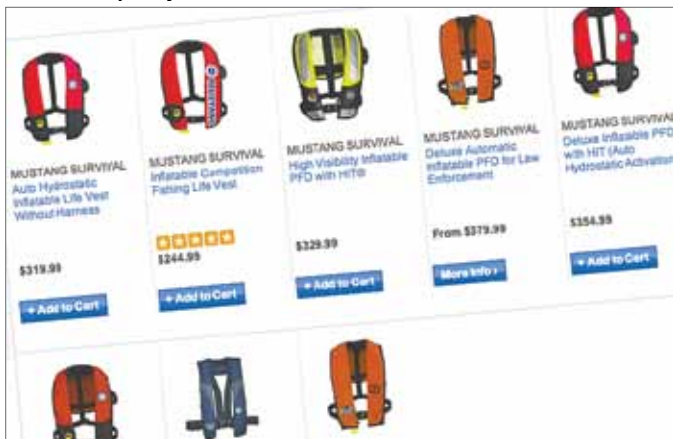 MUSTANG SURVIVAL
Auto Hydrostatic
Inflatable Life Vest
Without Harness
$319.99
+ Add to Cart
MUSTANG
MUSTANG SURVIVAL
Inflatable Competition
Fishing Life Vest
$244.99
+ Add to Cart
MUSTANG SURVIVAL
High Visibility Inflatable
PFD with HIT®
$329.99
+ Add to Cart
MUSTANG SURVIVAL
Deluxe Automatic
Inflatable PFD for Law
Enforcement
From $379.99
More Info ›
MUSTANG SURVIVAL
Deluxe Inflatable PFD
with HIT (Auto
Hydrostatic Activation
$354.99
+ Add to Cart